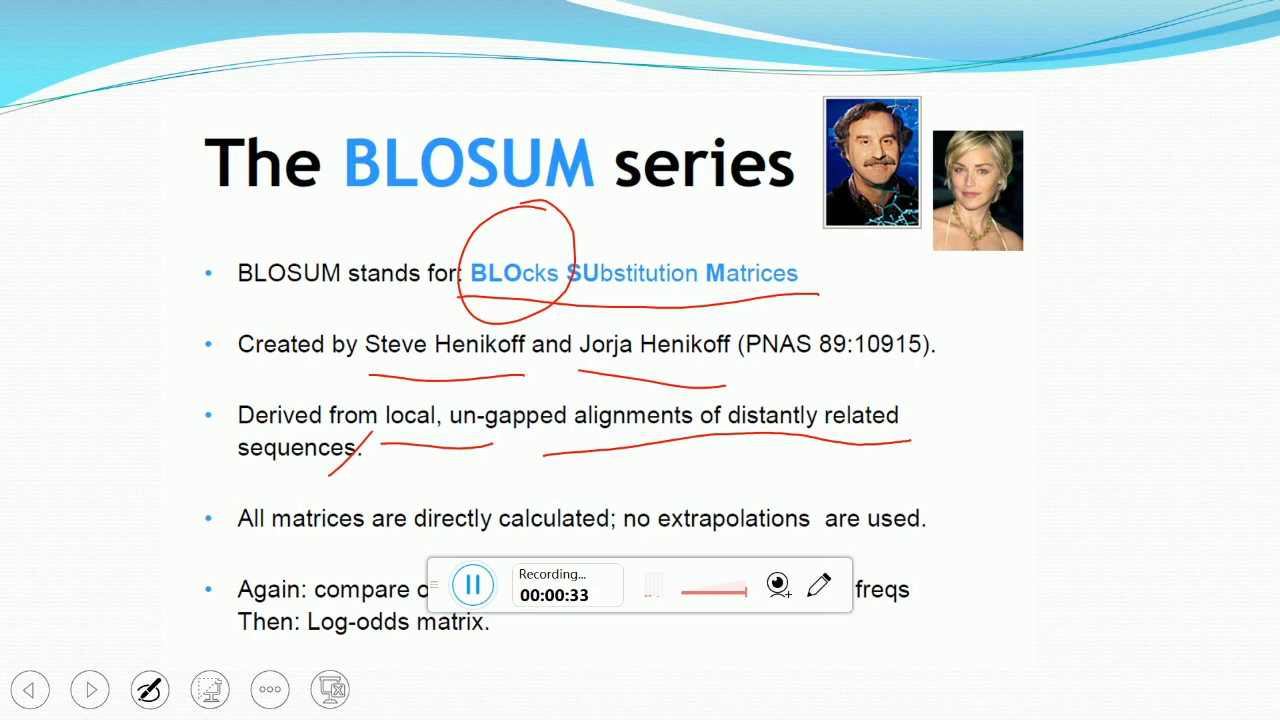 The BLOSUM series
• BLOSUM stands for: BLOcks SUbstitution Matrices
• Created by Steve Henikoff and Jorja Henikoff (PNAS 89:10915).
• Derived from local, un-gapped alignments of distantly related
sequences.
• All matrices are directly calculated; no extrapolations are used.
• Again: compare freqs
Then: Log-odds matrix.
Recording...
00:00:33